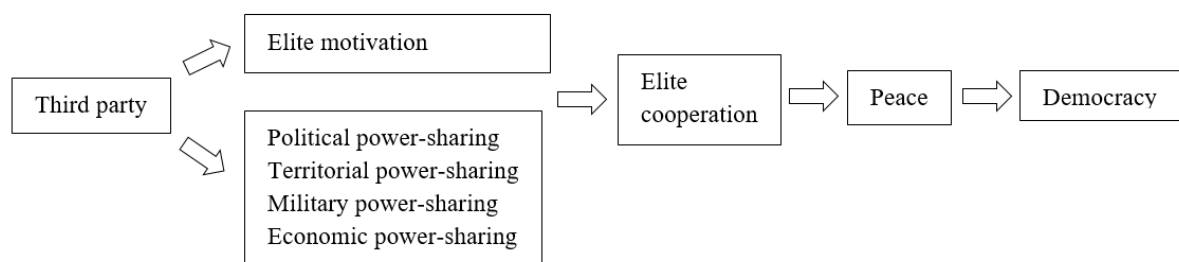 Third party
Elite motivation
Political power-sharing
Territorial power-sharing
Military power-sharing
Economic power-sharing
Elite
cooperation
Peace
Democracy